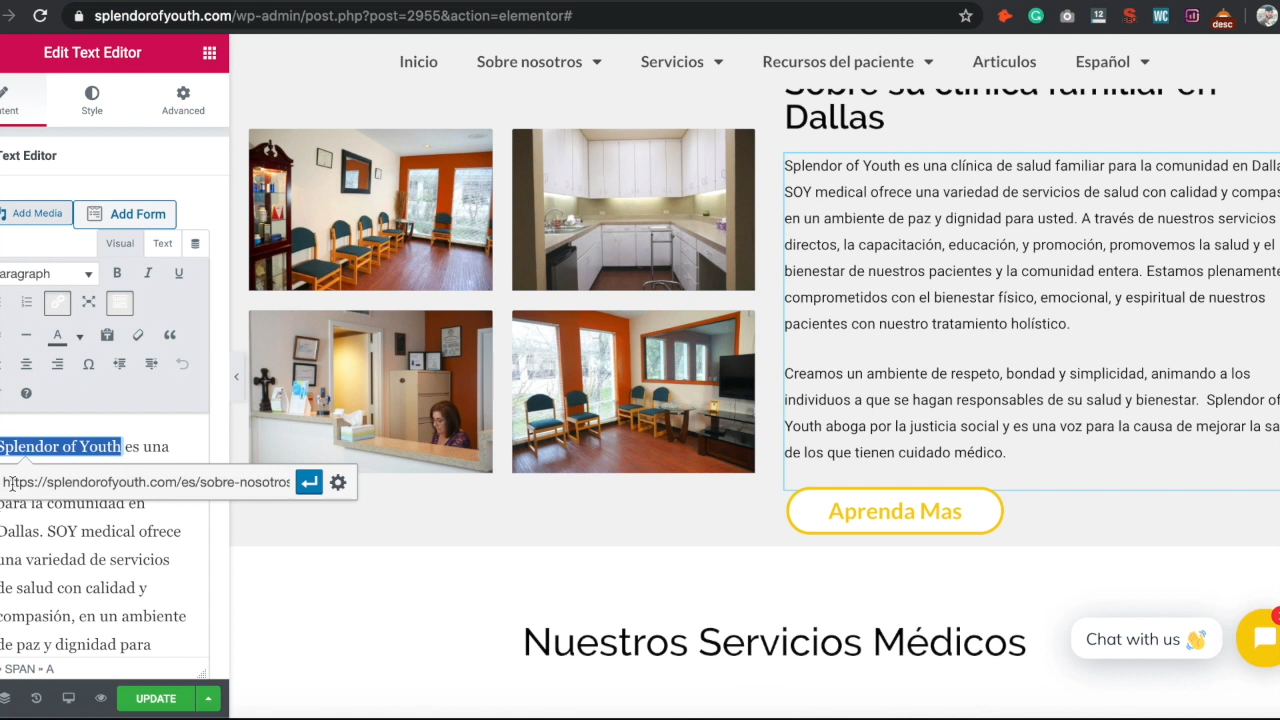 splendorofyouth.com/wp-admin/post.php?post=2955&action=elementor#
12
WC
desc
Edit Text Editor
Style
Advanced
Text Editor
Add Media
Add Form
Visual
Text
B
I
U
A
Splendor of Youth es una
https://splendorofyouth.com/es/sobre-nosotros
para la comunidad en
Dallas. SOY medical ofrece
una variedad de servicios
de salud con calidad y
compasión, en un ambiente
de paz y dignidad para
SPAN » A
UPDATE
Inicio
Sobre nosotros
Servicios
Recursos del paciente
Articulos
Español
Sobre su clínica familiar en
Dallas
Splendor of Youth es una clínica de salud familiar para la comunidad en Dalla
SOY medical ofrece una variedad de servicios de salud con calidad y compas
en un ambiente de paz y dignidad para usted. A través de nuestros servicios
directos, la capacitación, educación, y promoción, promovemos la salud y el
bienestar de nuestros pacientes y la comunidad entera. Estamos plenamente
comprometidos con el bienestar físico, emocional, y espiritual de nuestros
pacientes con nuestro tratamiento holístico.
Creamos un ambiente de respeto, bondad y simplicidad, animando a los
individuos a que se hagan responsables de su salud y bienestar. Splendor of
Youth aboga por la justicia social y es una voz para la causa de mejorar la sa
de los que tienen cuidado médico.
Aprenda Mas
Nuestros Servicios Médicos
Chat with us 👋